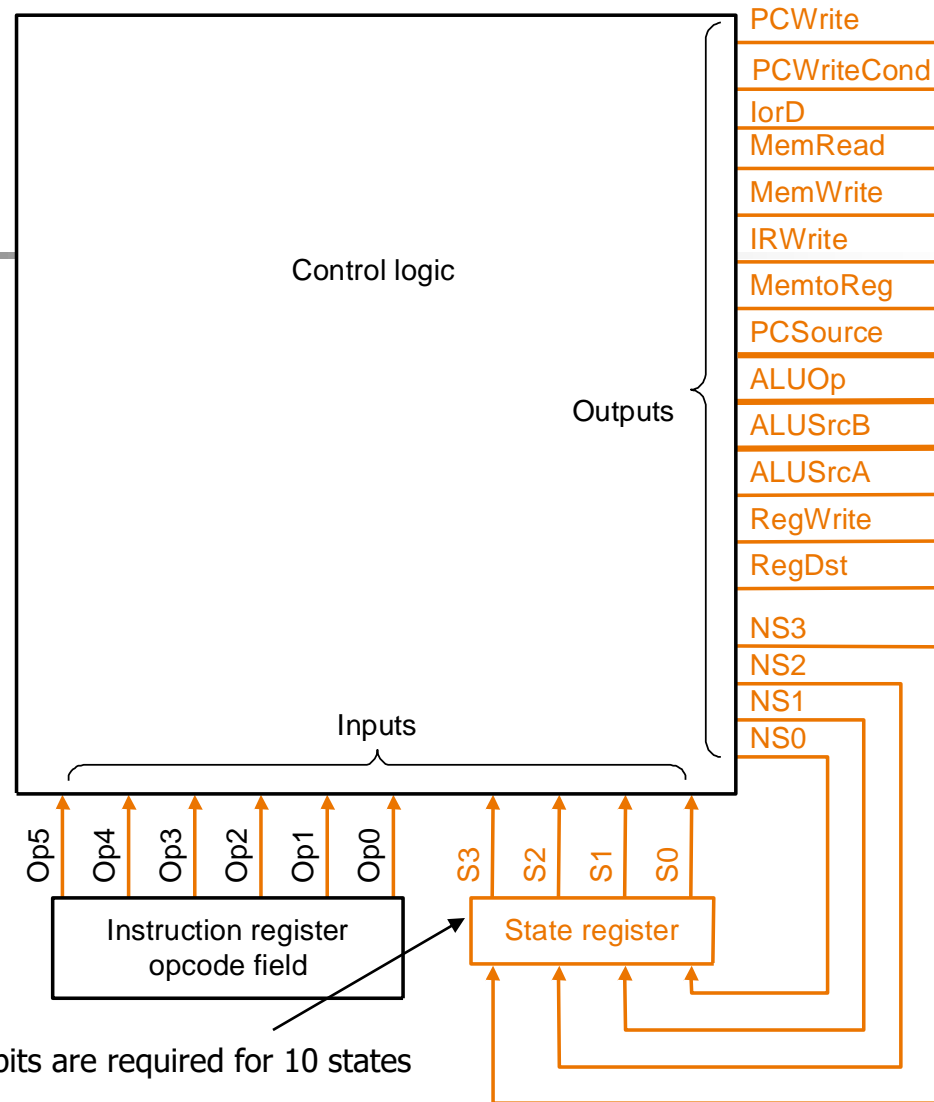 PCWrite
PCWriteCond
IorD
MemRead
MemWrite
IRWrite
MemtoReg
PCSource
ALUOp
ALUSrcB
ALUSrcA
RegWrite
RegDst
NS3
NS2
NS1
NS0
Control logic
Outputs
Inputs
Op5 Op4 Op3 Op2 Op1 Op0 S3 S2 S1 S0
Instruction register
opcode field
State register
bits are required for 10 states